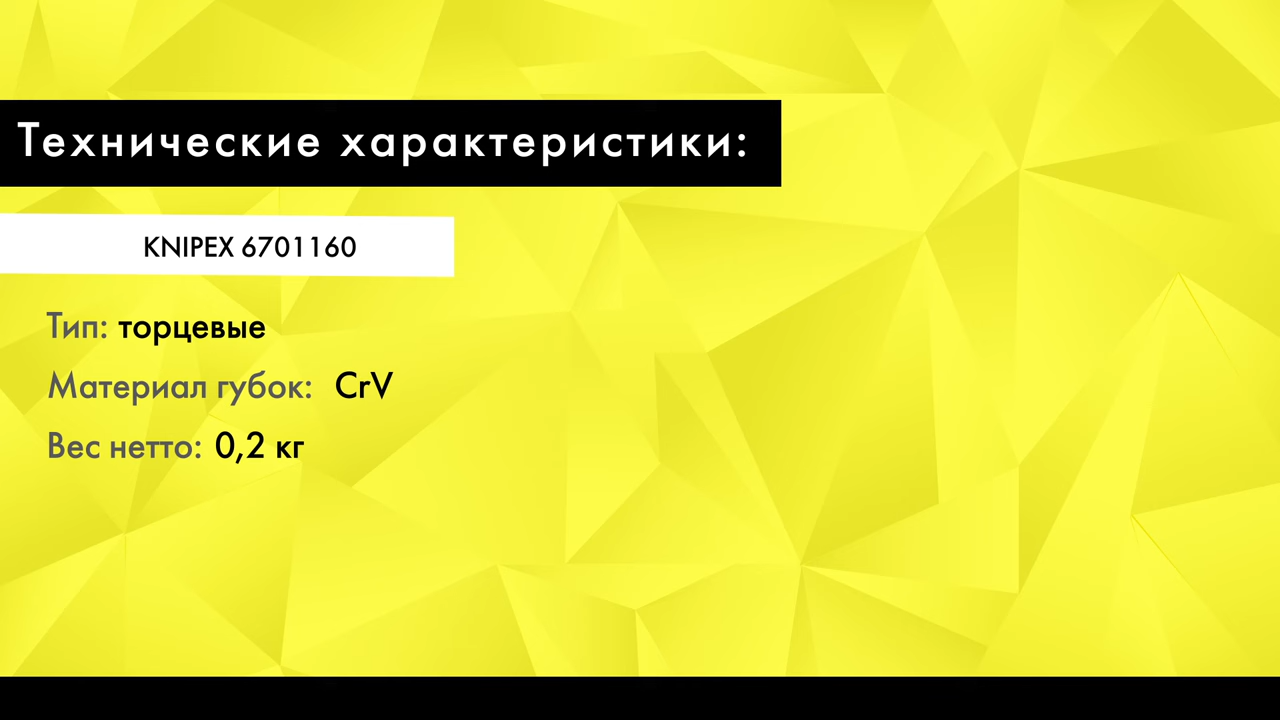 Технические характеристики:
KNIPEX 6701160
Тип: торцевые
Материал губок: CrV
Вес нетто: 0,2 кг